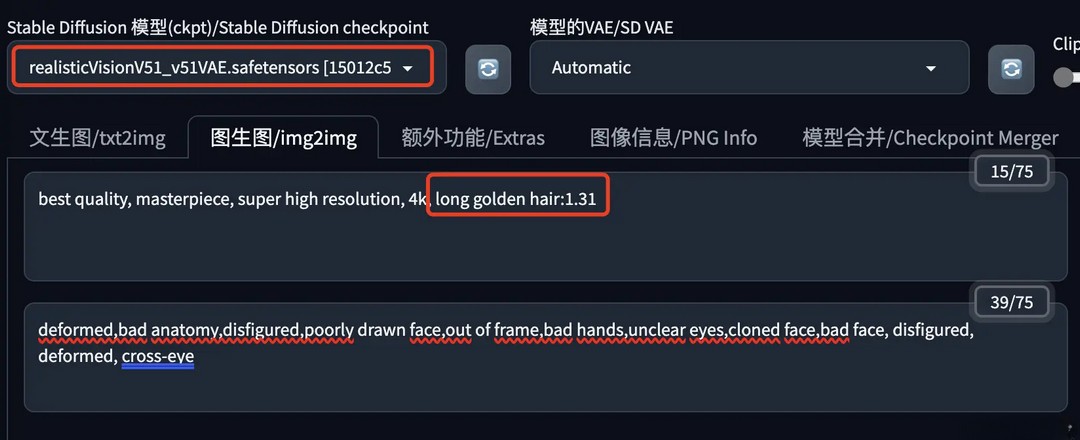 Stable Diffusion 模型(ckpt)/Stable Diffusion checkpoint
模型的VAE/SD VAE
Clip
realisticVisionV51_v51VAE.safetensors [15012c5
Automatic
文生图/txt2img
图生图/img2img
额外功能/Extras
图像信息/PNG Info
模型合并/Checkpoint Merger
15/75
best quality, masterpiece, super high resolution, 4k, long golden hair:1.31
39/75
deformed,bad anatomy,disfigured,poorly drawn face,out of frame,bad hands,unclear eyes,cloned face,bad face, disfigured,
deformed, cross-eye